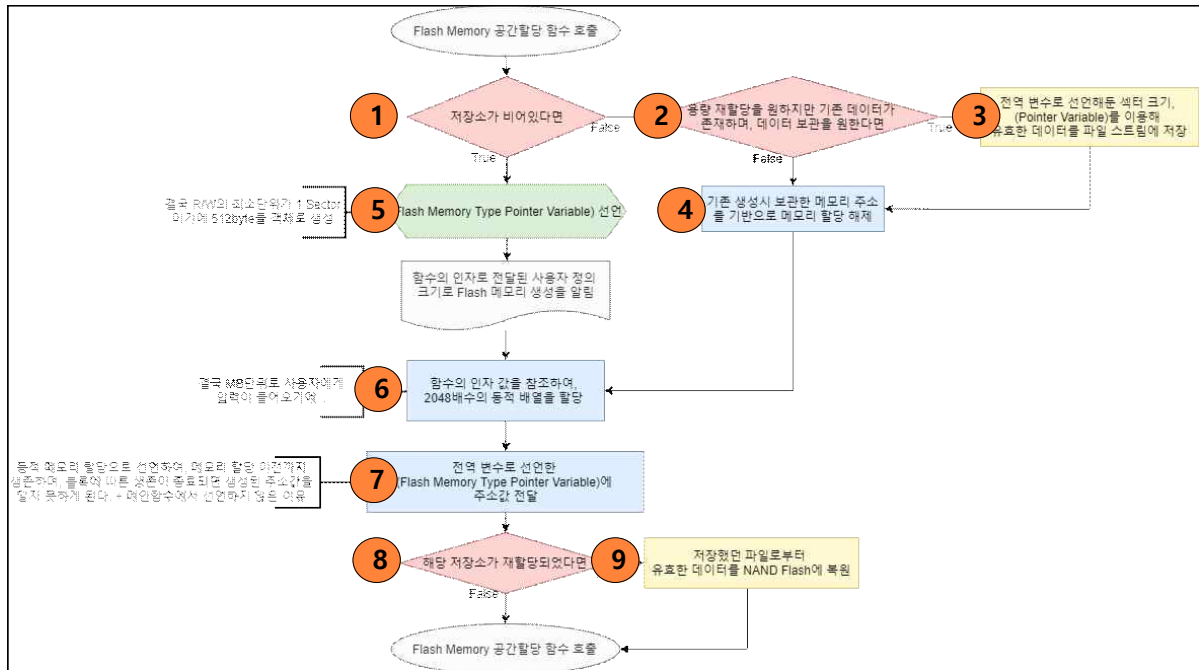 Flash Memory 공간할당 함수 호출
1
저장소가 비어있다면
False
True
2
용량 재할당을 원하지만 기존 데이터가
존재하며, 데이터 보관을 원한다면
True
False
3
전역 변수로 선언해둔 섹터 크기,
(Pointer Variable)를 이용해
유효한 데이터를 파일 스트림에 저장
4
기존 생성시 보관한 메모리 주소
를 기반으로 메모리 할당 해제
결국 R/W의 최소단위가 1 Sector
이기에 512byte를 객체로 생성
5
Flash Memory Type Pointer Variable) 선언
함수의 인자로 전달된 사용자 정의
크기로 Flash 메모리 생성을 알림
결국 MB단위로 사용자에게
입력이 들어오기에, .
6
함수의 인자 값을 참조하여,
2048배수의 동적 배열을 할당
동적 메모리 할당으로 선언하여, 메모리 할당 이전까지
생존하며, 블록에 따른 생존이 종료되면 생성된 주소값을
알지 못하게 된다. + 메인함수에서 선언하지 않은 이유
7
전역 변수로 선언한
(Flash Memory Type Pointer Variable)에
주소값 전달
8
해당 저장소가 재할당되었다면
False
9
저장했던 파일로부터
유효한 데이터를 NAND Flash에 복원
Flash Memory 공간할당 함수 호출